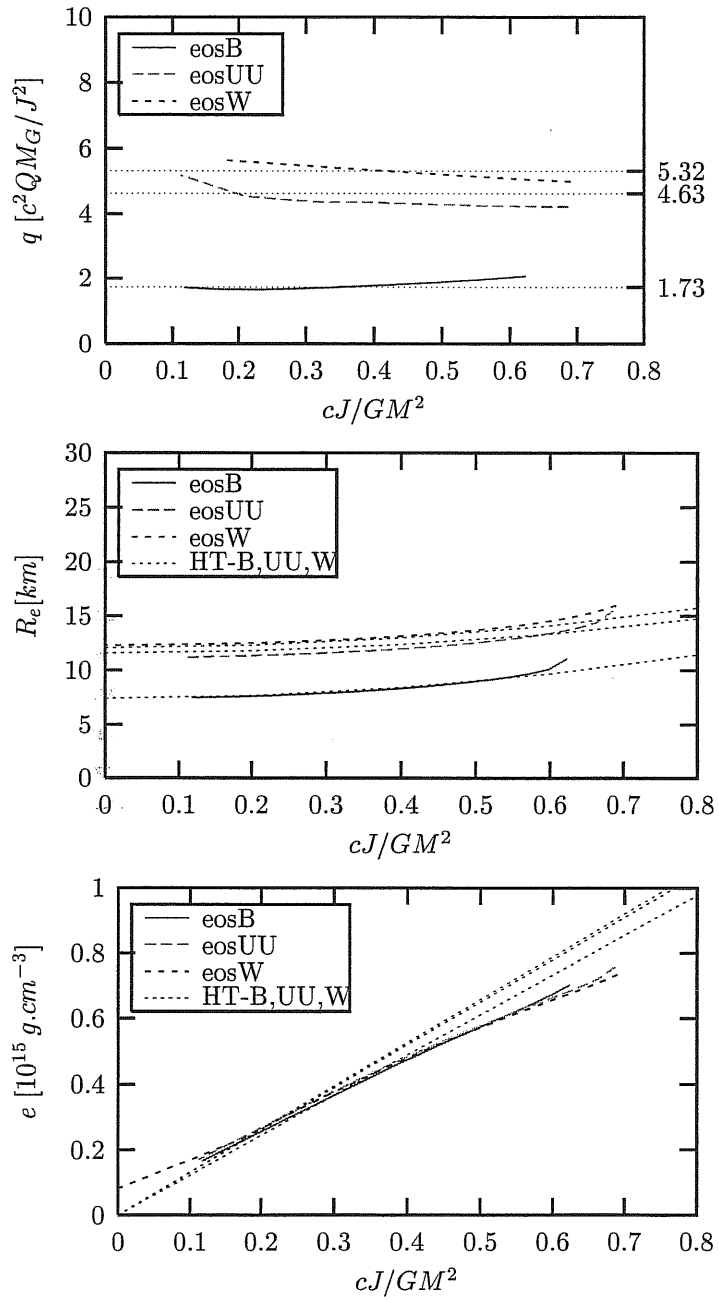 10
8
6
4
2
0
q [c²QM_G/J²]
eosB
eosUU
eosW
5.32
4.63
1.73
0 0.1 0.2 0.3 0.4 0.5 0.6 0.7 0.8
cJ/GM²
30
25
20
15
10
5
0
R_e[km]
eosB
eosUU
eosW
HT-B,UU,W
0 0.1 0.2 0.3 0.4 0.5 0.6 0.7 0.8
cJ/GM²
1
0.8
0.6
0.4
0.2
0
e [10¹⁵ g.cm⁻³]
eosB
eosUU
eosW
HT-B,UU,W
0 0.1 0.2 0.3 0.4 0.5 0.6 0.7 0.8
cJ/GM²